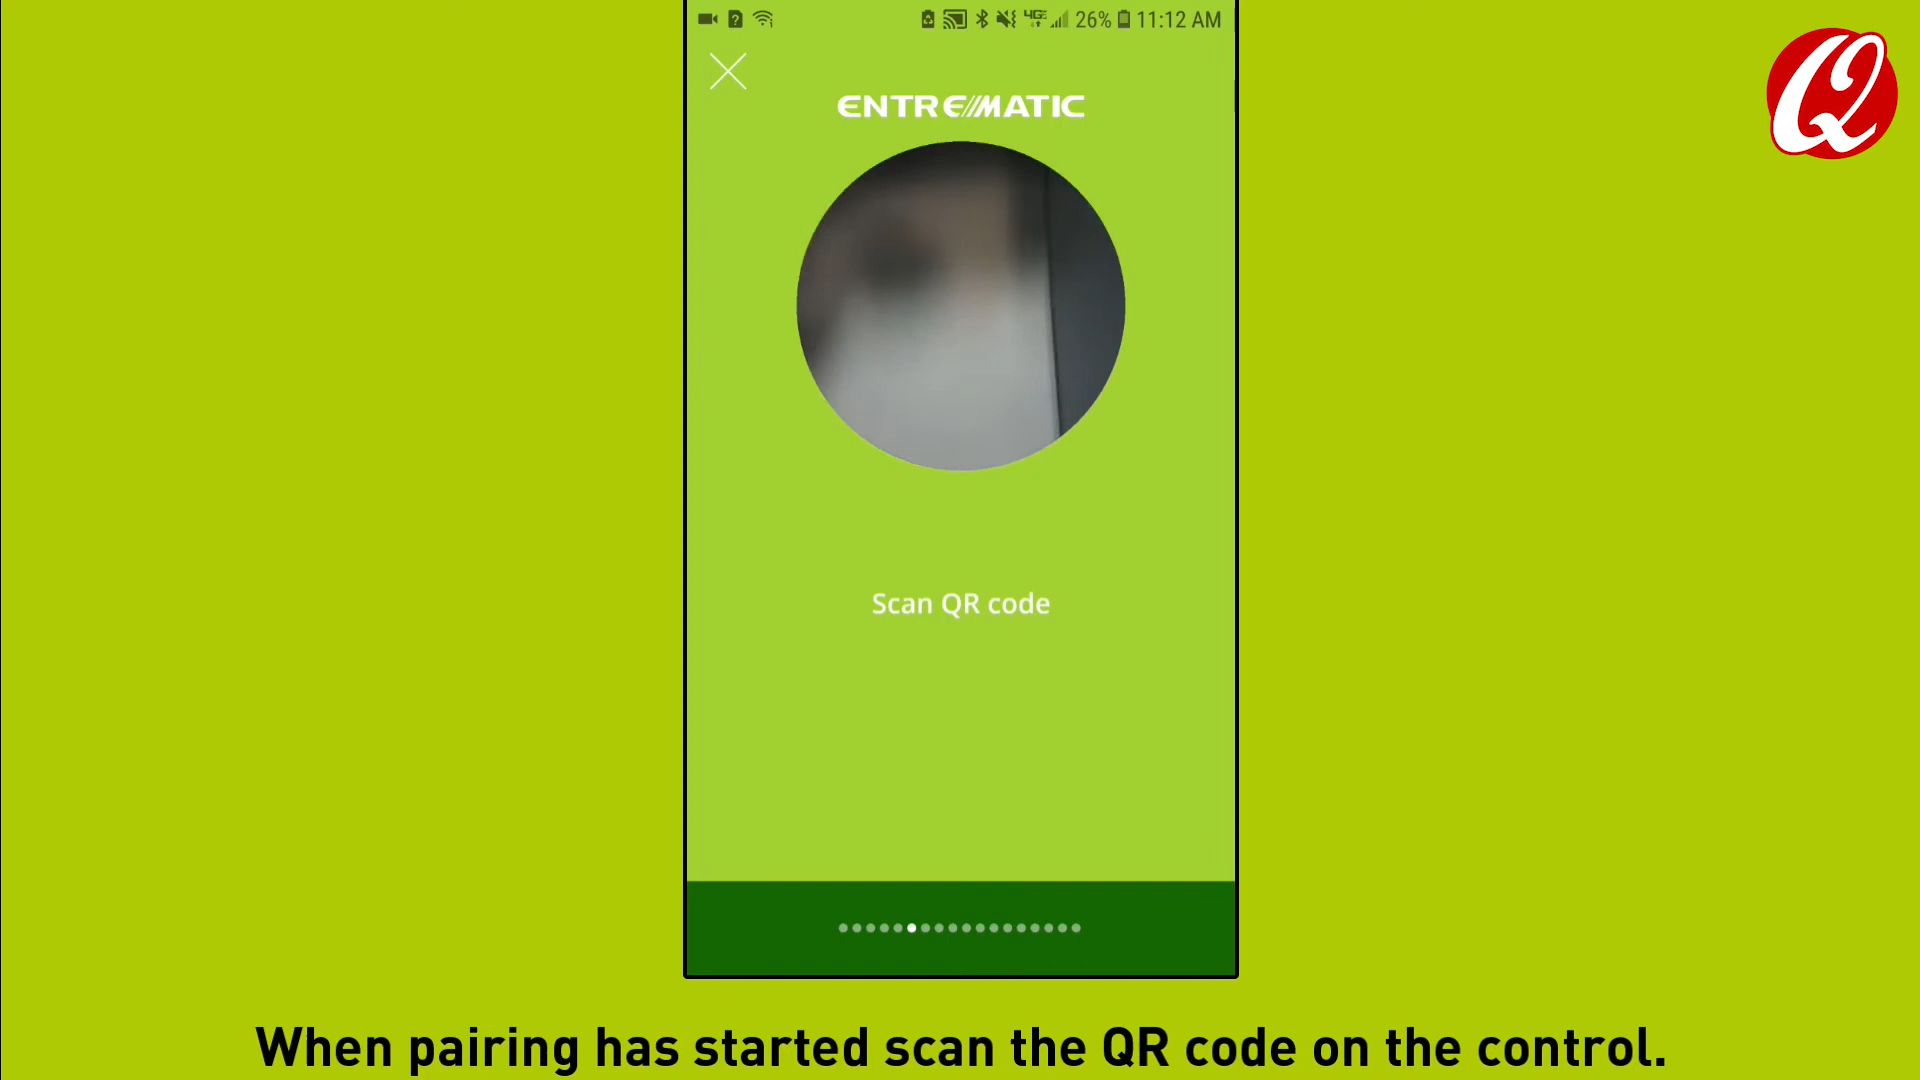 26% 11:12 AM
ENTREMATIC
Q
Scan QR code
When pairing has started scan the QR code on the control.